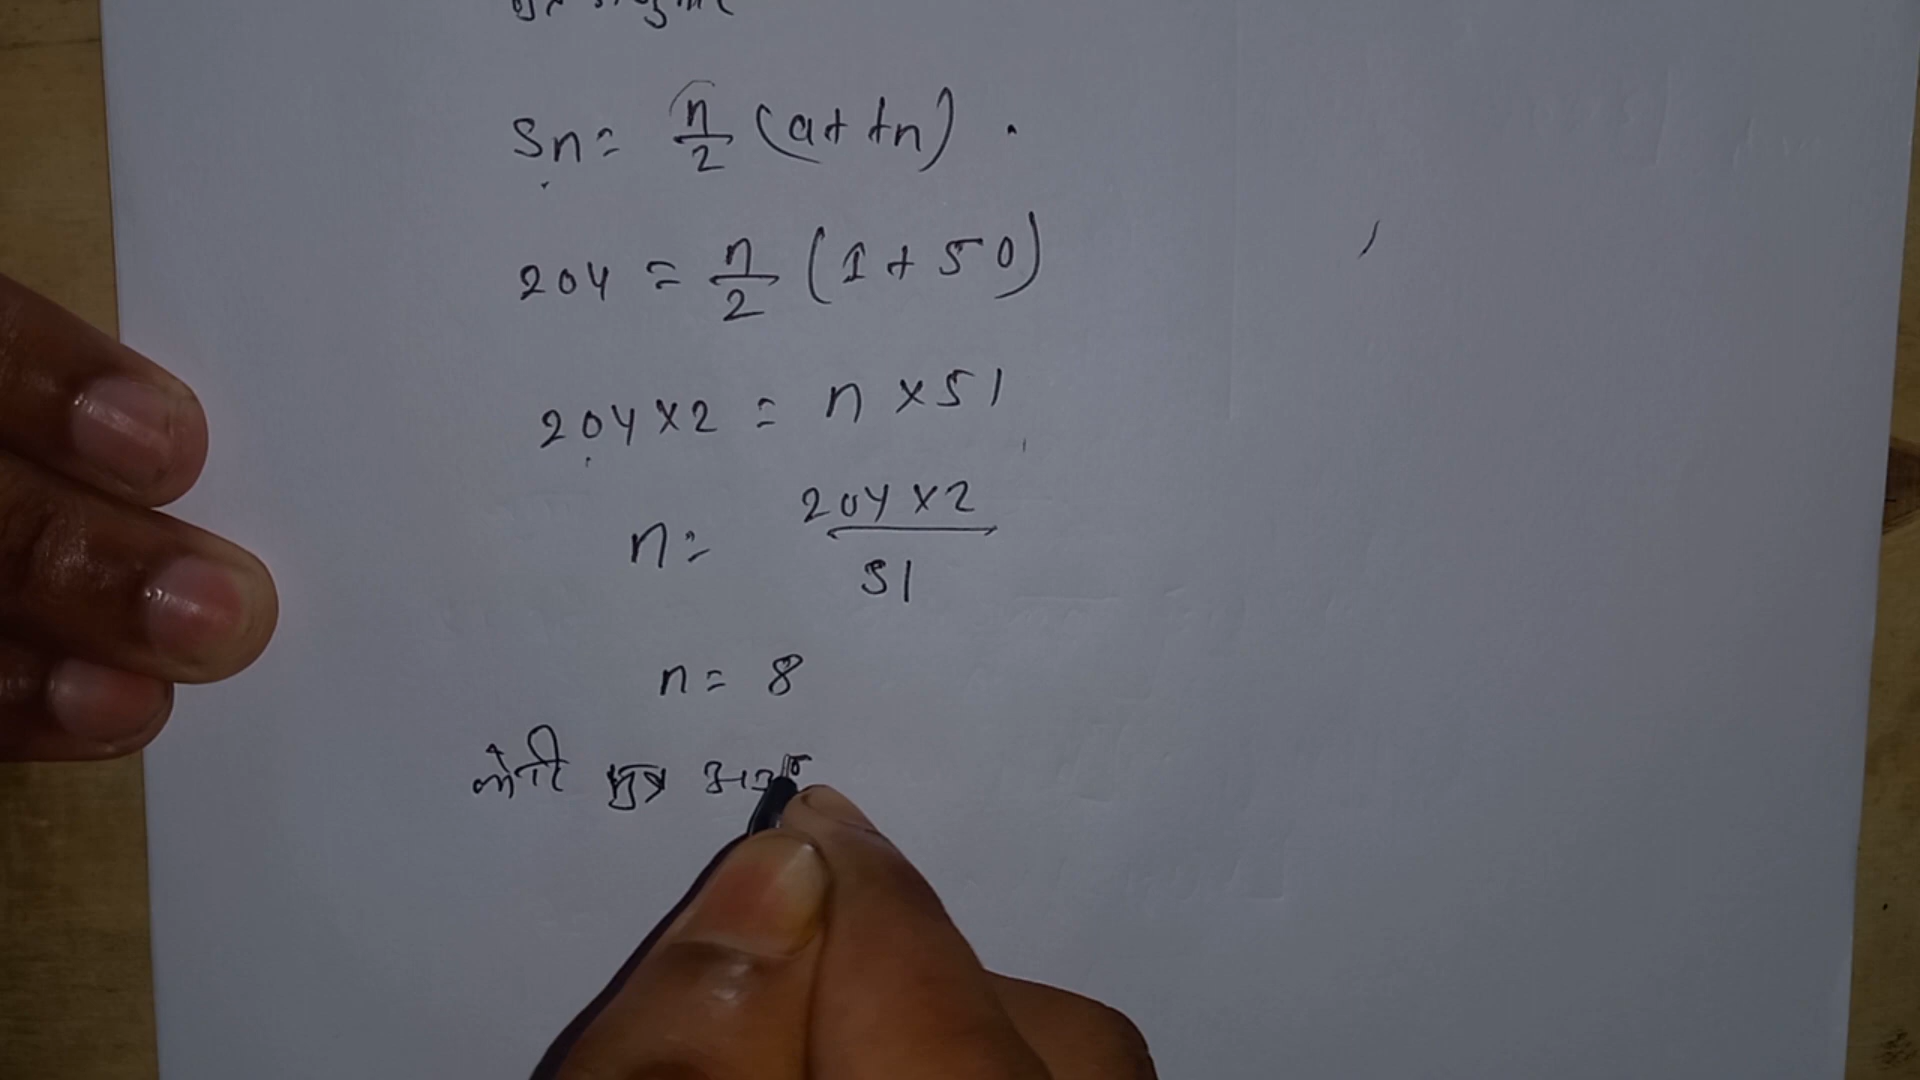 Sn = n/2 (a + tn).
204 = n/2 (1 + 50)
204 × 2 = n × 51
n = 204 × 2 / 51
n = 8